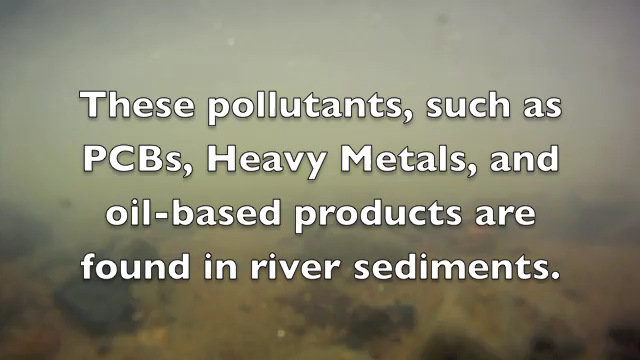 These pollutants, such as
PCBs, Heavy Metals, and
oil-based products are
found in river sediments.